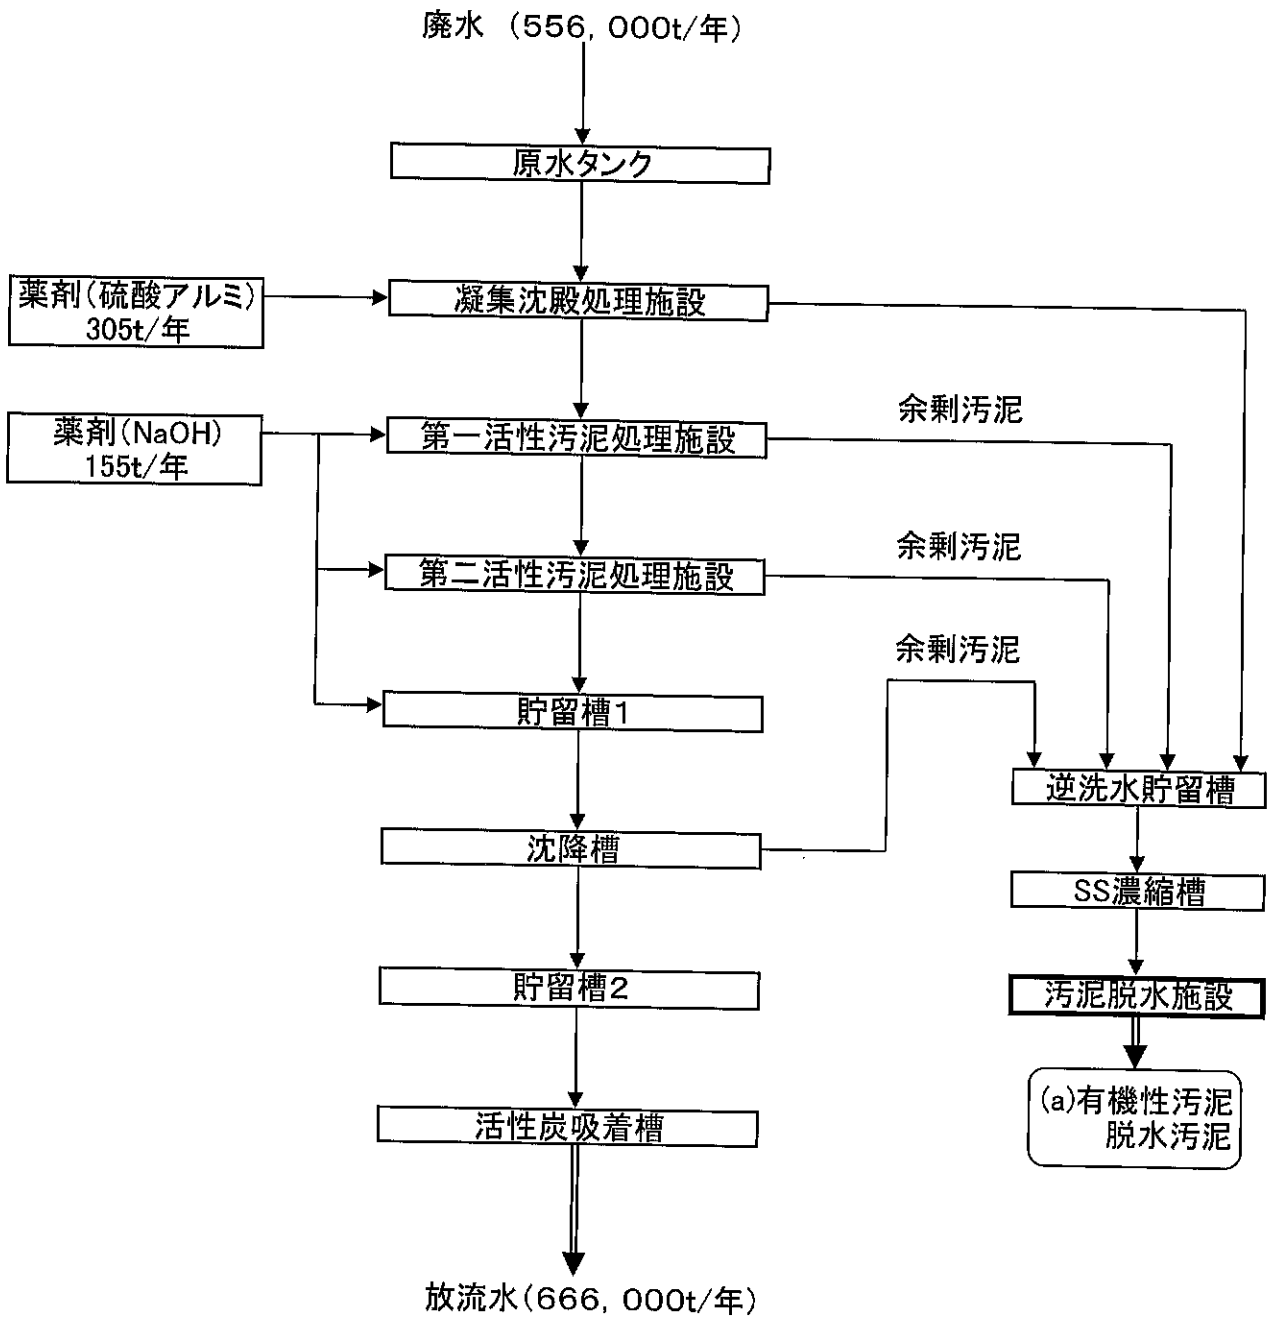 廃水 (556, 000t/年)
原水タンク
薬剤(硫酸アルミ)
305t/年
凝集沈殿処理施設
薬剤(NaOH)
155t/年
第一活性汚泥処理施設
余剰汚泥
第二活性汚泥処理施設
余剰汚泥
余剰汚泥
貯留槽1
逆洗水貯留槽
沈降槽
SS濃縮槽
貯留槽2
汚泥脱水施設
(a)有機性汚泥
脱水汚泥
活性炭吸着槽
放流水(666, 000t/年)